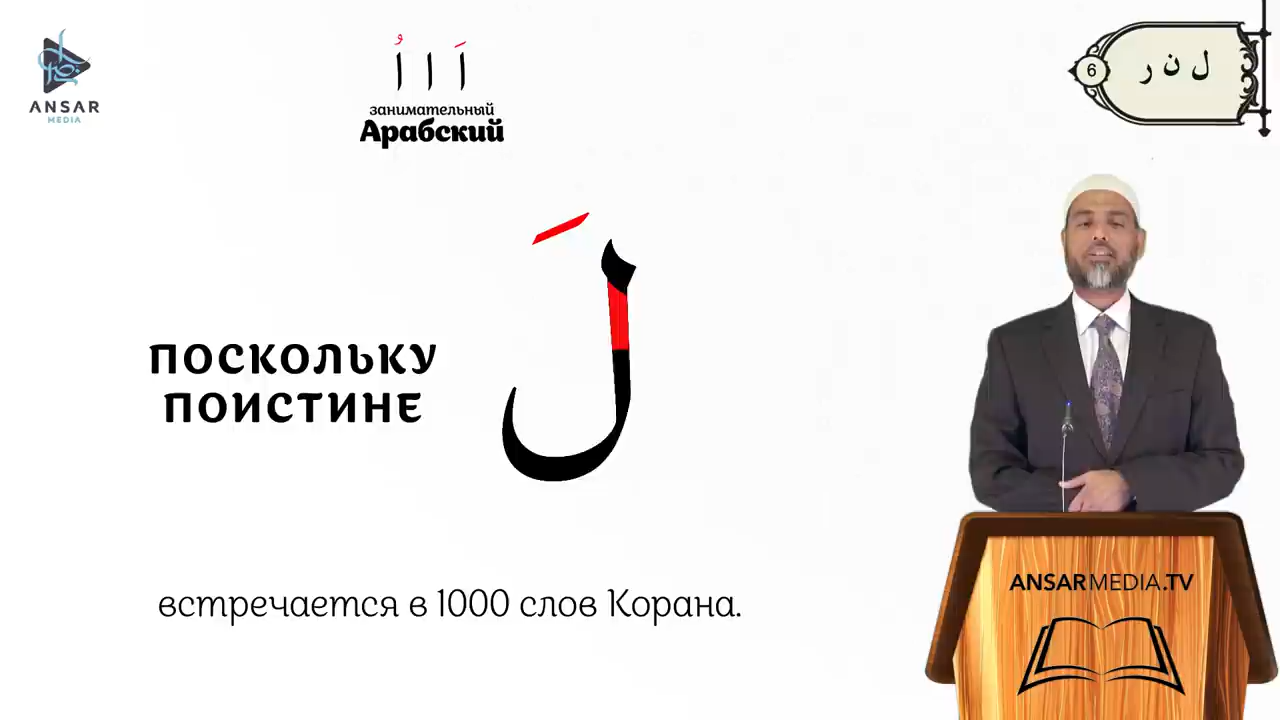 ANSAR
MEDIA
اَ ا اُ
занимательный
Арабский
6
ل ن ر
لَ
ПОСКОЛЬКУ
ПОИСТИНЕ
встречается в 1000 слов Корана.
ANSARMEDIA.TV